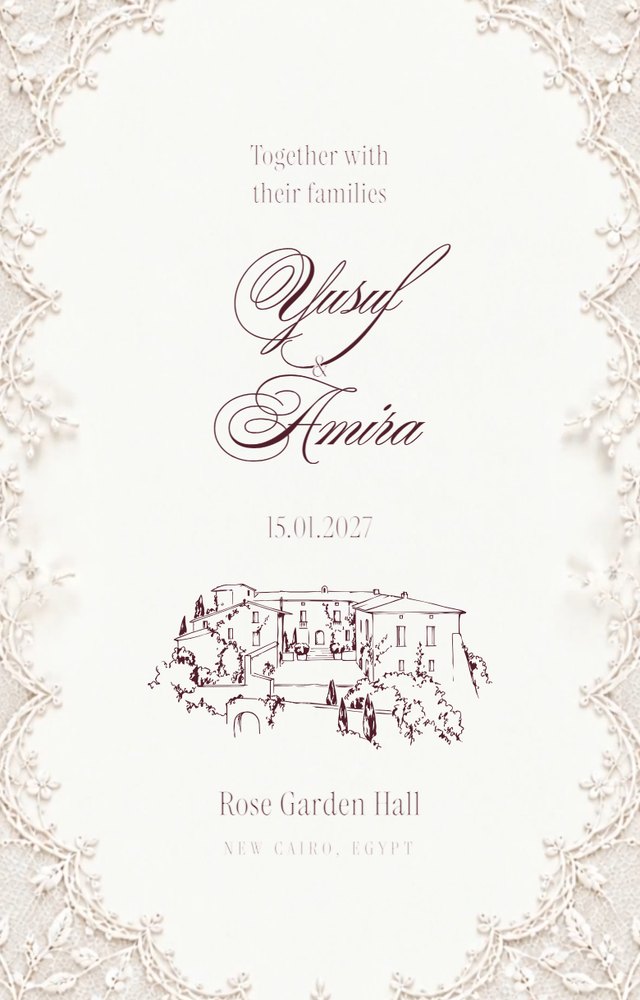 Together with
their families
Yusuf
&
Amira
15.01.2027
Rose Garden Hall
NEW CAIRO, EGYPT